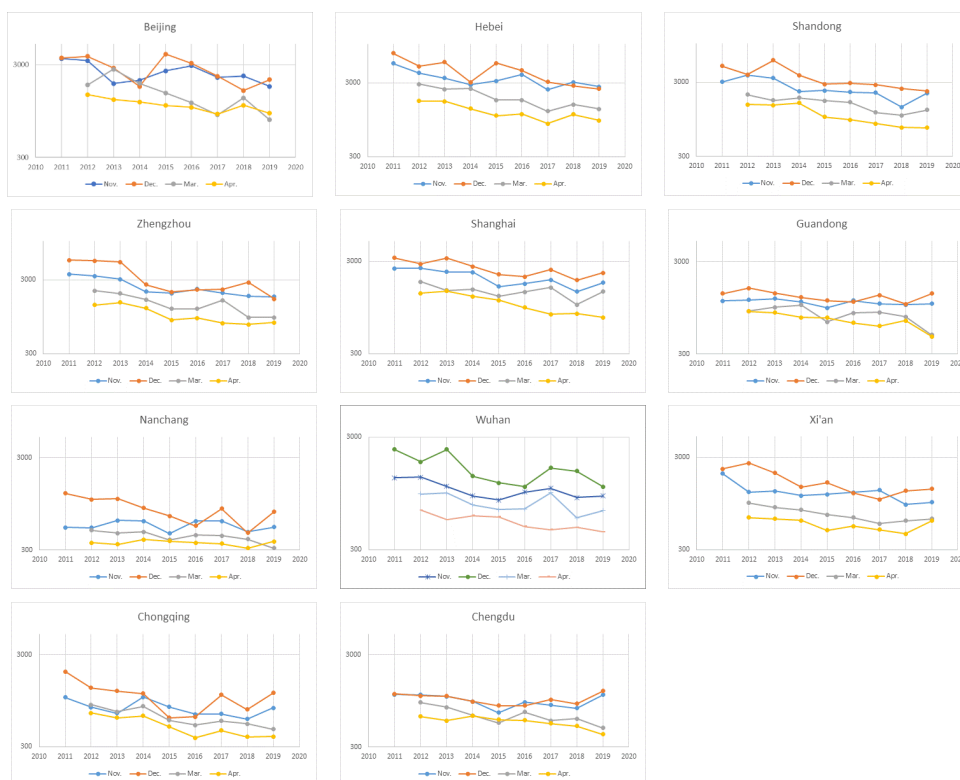 Beijing
3000
300
2010 2011 2012 2013 2014 2015 2016 2017 2018 2019 2020
Nov. Dec. Mar. Apr.
Hebei
3000
300
2010 2011 2012 2013 2014 2015 2016 2017 2018 2019 2020
Nov. Dec. Mar. Apr.
Shandong
3000
300
2010 2011 2012 2013 2014 2015 2016 2017 2018 2019 2020
Nov. Dec. Mar. Apr.
Zhengzhou
3000
300
2010 2011 2012 2013 2014 2015 2016 2017 2018 2019 2020
Nov. Dec. Mar. Apr.
Shanghai
3000
300
2010 2011 2012 2013 2014 2015 2016 2017 2018 2019 2020
Nov. Dec. Mar. Apr.
Guandong
3000
300
2010 2011 2012 2013 2014 2015 2016 2017 2018 2019 202
Nov. Dec. Mar. Apr.
Nanchang
3000
300
2010 2011 2012 2013 2014 2015 2016 2017 2018 2019 2020
Nov. Dec. Mar. Apr.
Wuhan
3000
300
2010 2011 2012 2013 2014 2015 2016 2017 2018 2019 2020
Nov. Dec. Mar. Apr.
Xi'an
3000
300
2010 2011 2012 2013 2014 2015 2016 2017 2018 2019 2020
Nov. Dec. Mar. Apr.
Chongqing
3000
300
2010 2011 2012 2013 2014 2015 2016 2017 2018 2019 2020
Nov. Dec. Mar. Apr.
Chengdu
3000
300
2010 2011 2012 2013 2014 2015 2016 2017 2018 2019 2020
Nov. Dec. Mar. Apr.